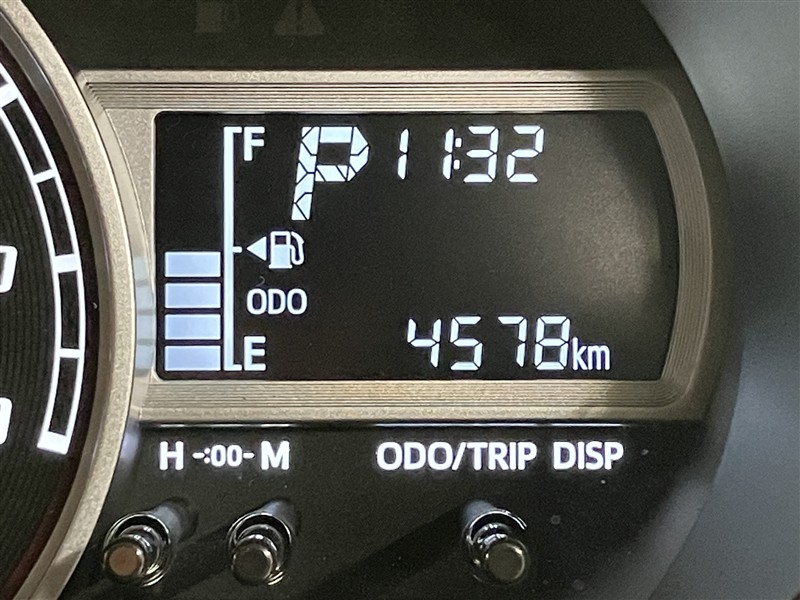 F P 11:32
ODO
E 4578km
H -:00- M ODO/TRIP DISP